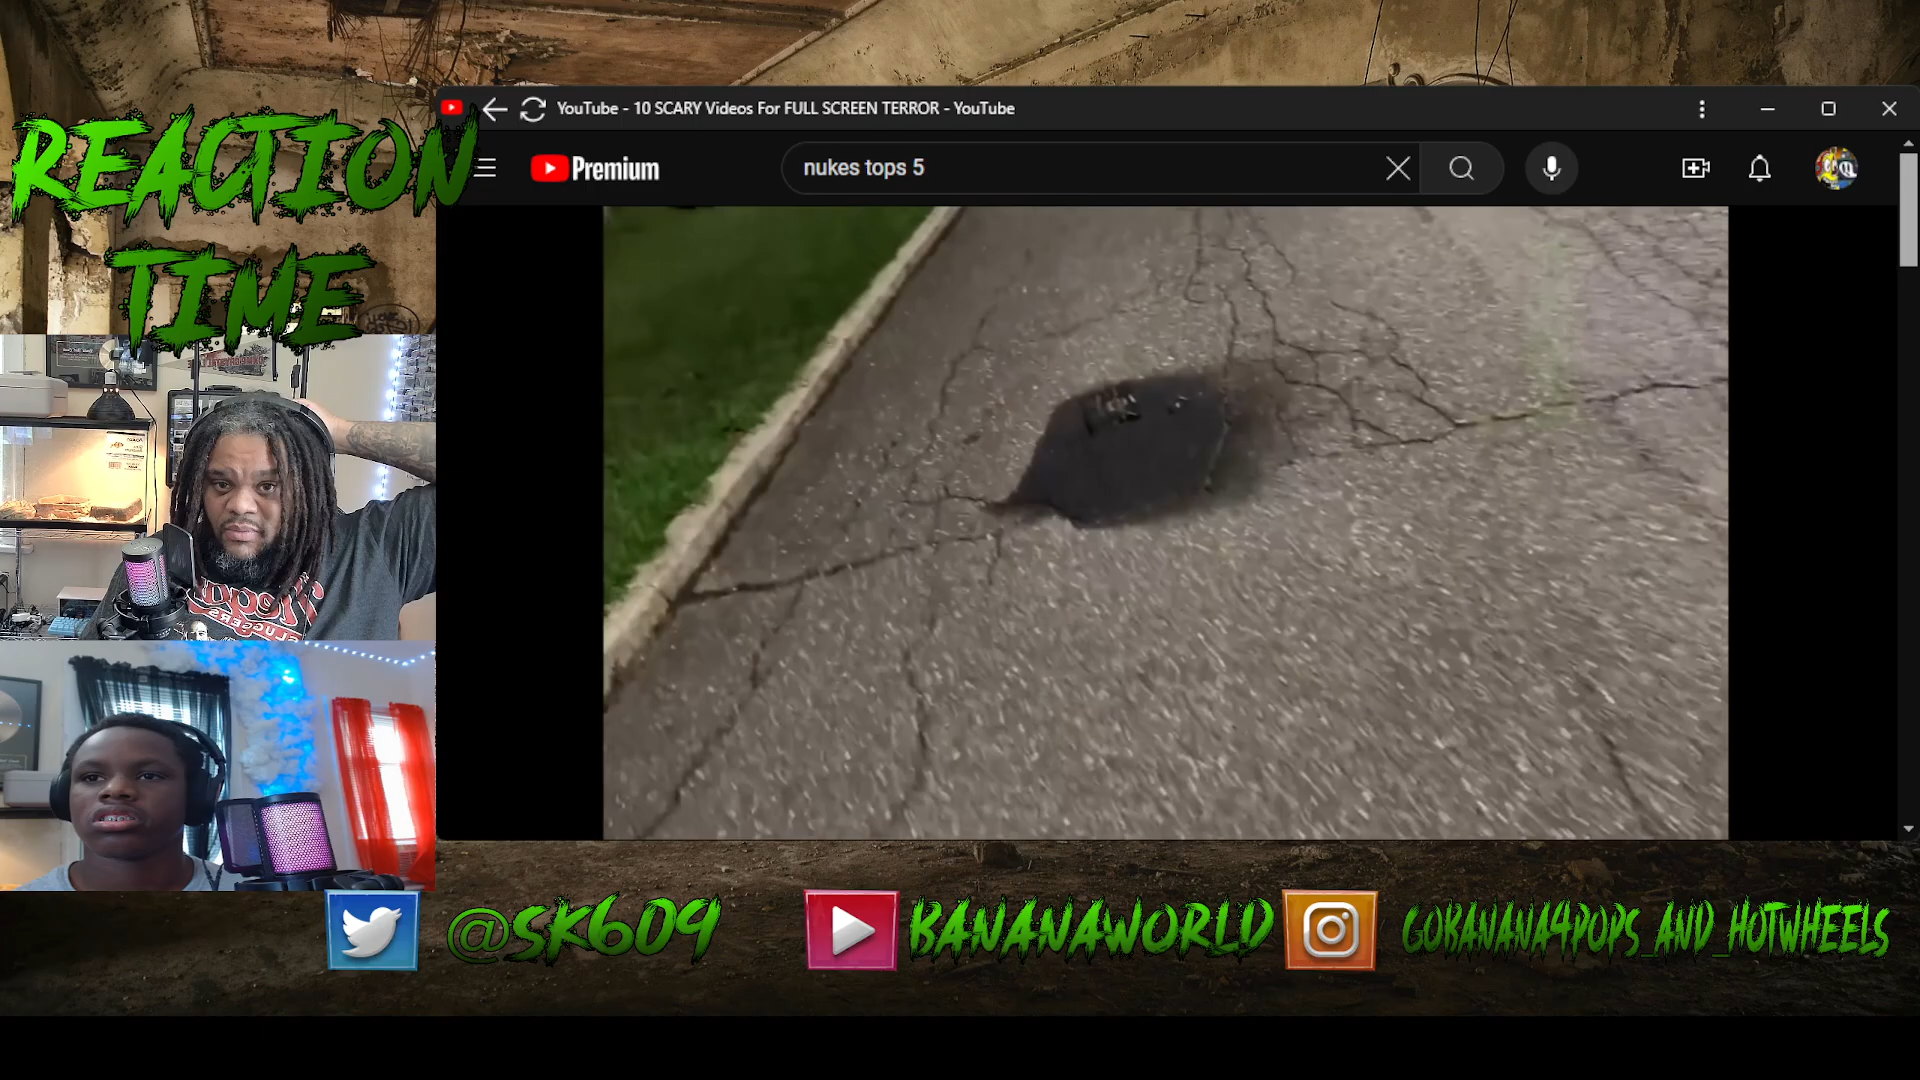 YouTube - 10 SCARY Videos For FULL SCREEN TERROR - YouTube
REACTION
TIME
Premium
nukes tops 5
@SK609
BANANAWORLD
GOBANANA4POPS_AND_HOTWHEELS